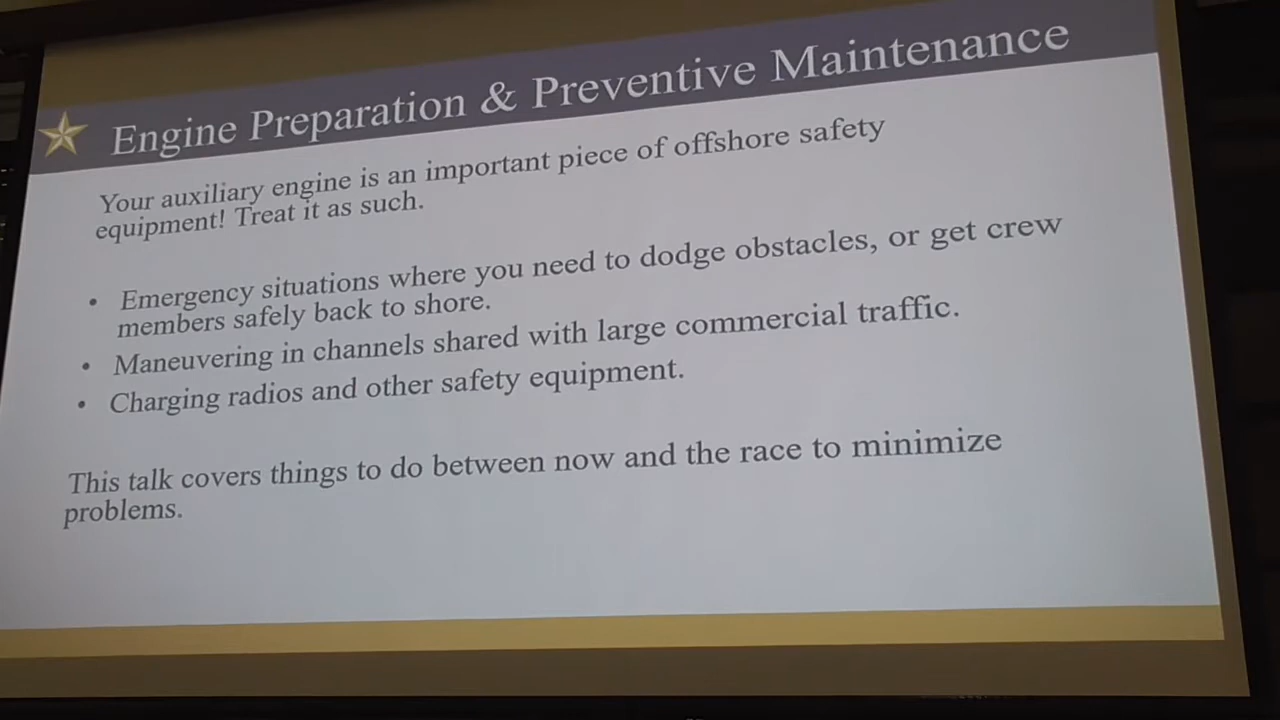 Engine Preparation & Preventive Maintenance
Your auxiliary engine is an important piece of offshore safety
equipment! Treat it as such.
• Emergency situations where you need to dodge obstacles, or get crew
members safely back to shore.
• Maneuvering in channels shared with large commercial traffic.
• Charging radios and other safety equipment.
This talk covers things to do between now and the race to minimize
problems.